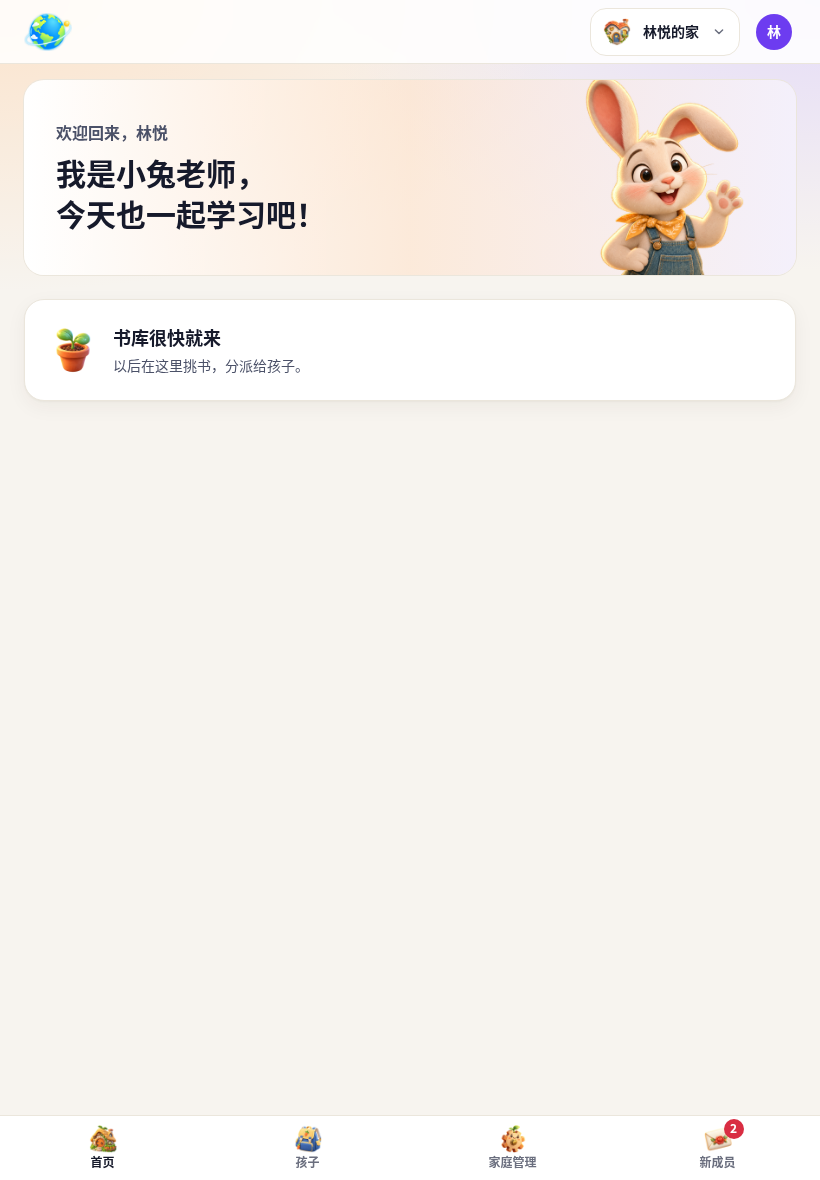 林悦的家
林
欢迎回来，林悦
我是小兔老师，
今天也一起学习吧！
书库很快就来
以后在这里挑书，分派给孩子。
首页
孩子
家庭管理
2
新成员